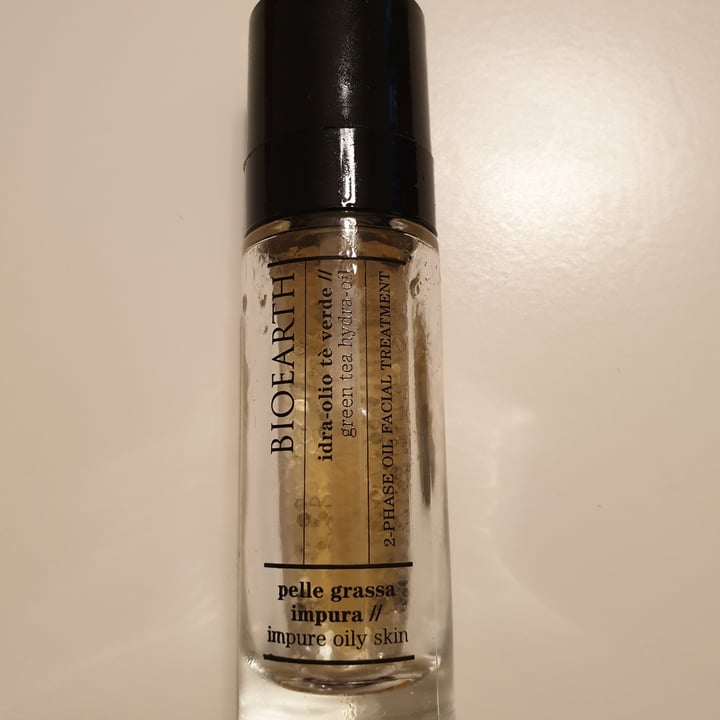 BIOEARTH
idra-olio tè verde //
green tea hydra-oil
2-PHASE OIL FACIAL TREATMENT
pelle grassa
impura //
impure oily skin